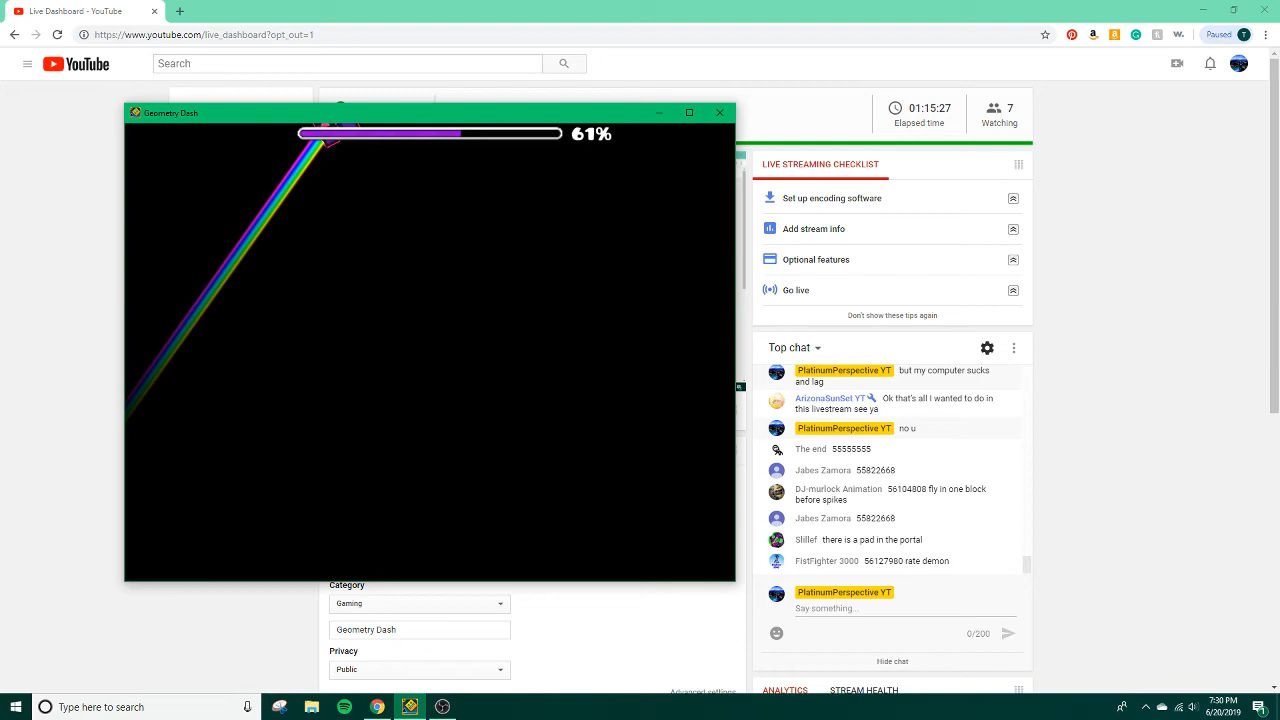 Live Dashboard - YouTube
https://www.youtube.com/live_dashboard?opt_out=1
Paused
T
YouTube
Search
01:15:27
Elapsed time
7
Watching
Geometry Dash
61%
LIVE STREAMING CHECKLIST
Set up encoding software
Add stream info
Optional features
Go live
Don't show these tips again
Top chat
PlatinumPerspective YT but my computer sucks
and lag
ArizonaSunSet YT Ok that's all I wanted to do in
this livestream see ya
PlatinumPerspective YT no u
The end 55555555
Jabes Zamora 55822668
DJ-murlock Animation 56104808 fly in one block
before spikes
Jabes Zamora 55822668
Slillef there is a pad in the portal
FistFighter 3000 56127980 rate demon
PlatinumPerspective YT
Say something...
0/200
Hide chat
Category
Gaming
Geometry Dash
Privacy
Public
Advanced settings
ANALYTICS STREAM HEALTH
Type here to search
7:30 PM
6/20/2019